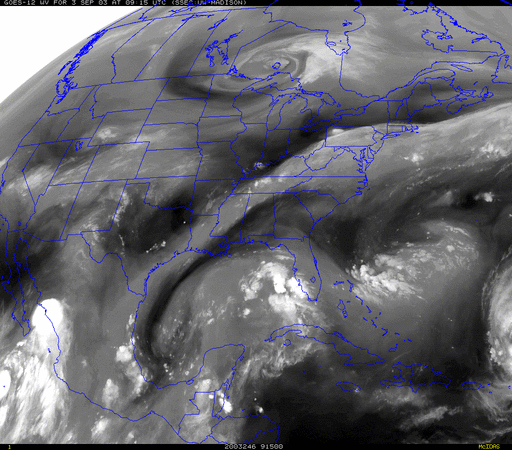 GOES-12 WV FOR 3 SEP 03 AT 09:15 UTC (SSEC UW-MADISON)
1 2003246 91500 McIDAS